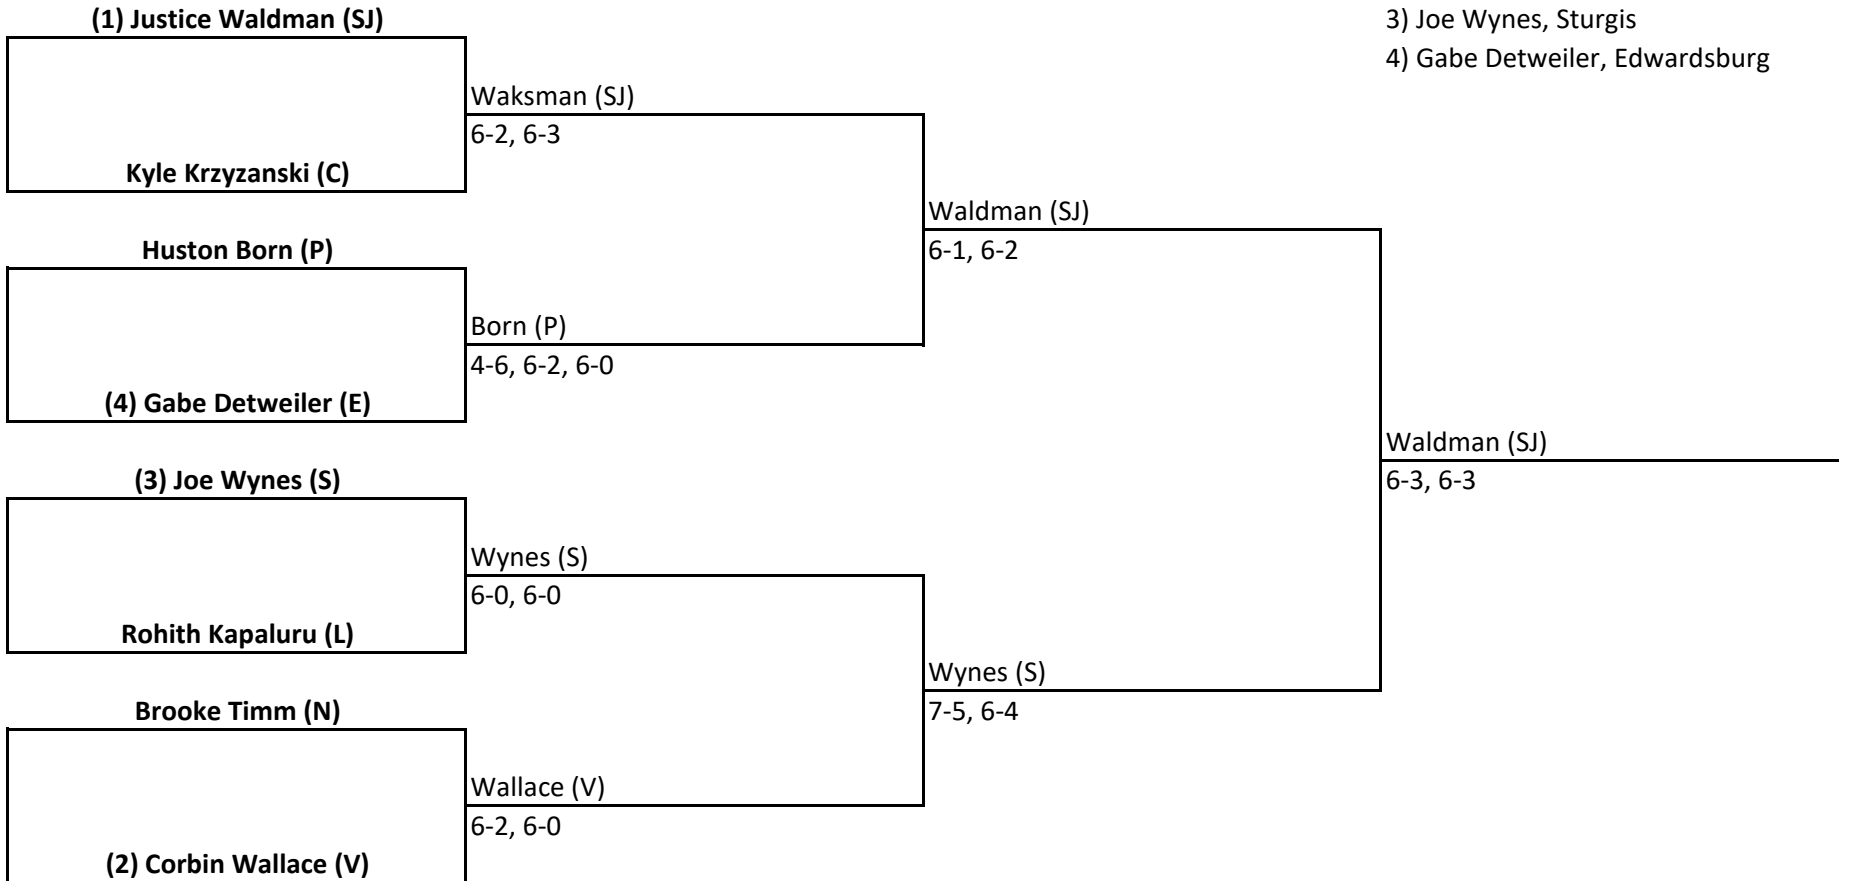 (1) Justice Waldman (SJ)
3) Joe Wynes, Sturgis
4) Gabe Detweiler, Edwardsburg
Waksman (SJ)
6-2, 6-3
Kyle Krzyzanski (C)
Waldman (SJ)
6-1, 6-2
Huston Born (P)
Born (P)
4-6, 6-2, 6-0
(4) Gabe Detweiler (E)
Waldman (SJ)
6-3, 6-3
(3) Joe Wynes (S)
Wynes (S)
6-0, 6-0
Rohith Kapaluru (L)
Wynes (S)
7-5, 6-4
Brooke Timm (N)
Wallace (V)
6-2, 6-0
(2) Corbin Wallace (V)